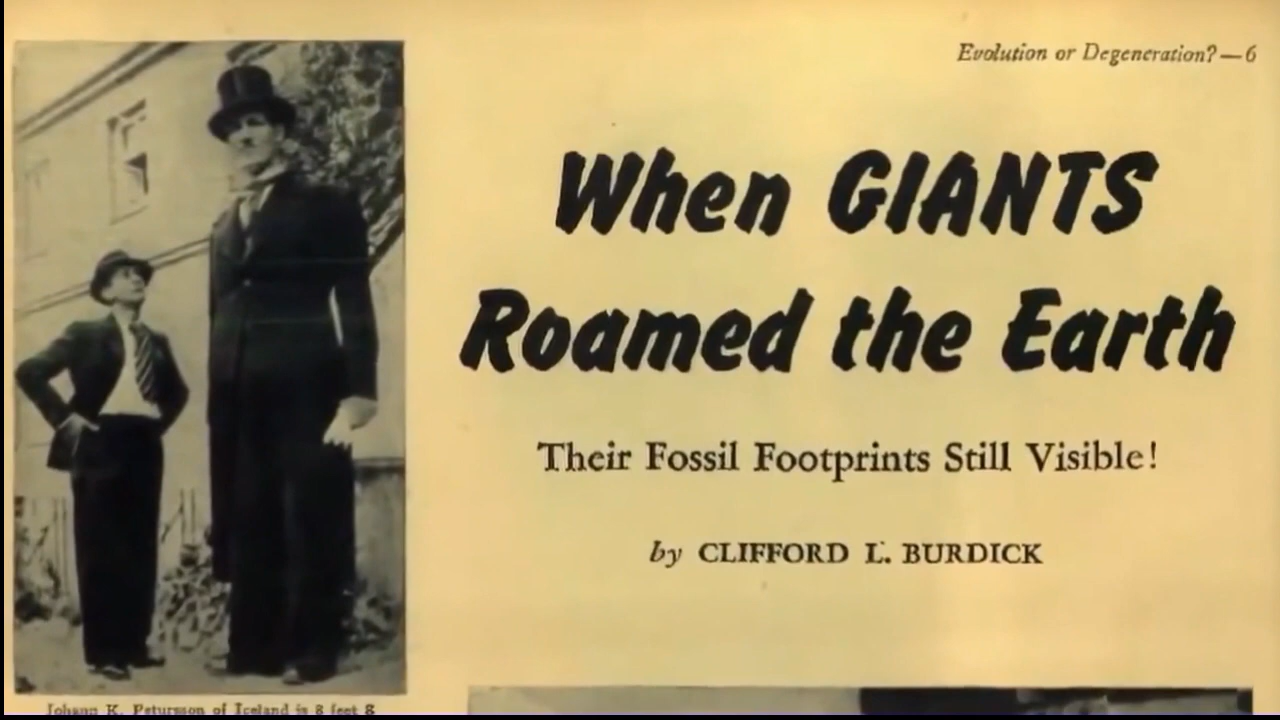 Evolution or Degeneration?—6
When GIANTS
Roamed the Earth
Their Fossil Footprints Still Visible!
by CLIFFORD L. BURDICK
Johann K. Petursson of Iceland is 8 feet 8